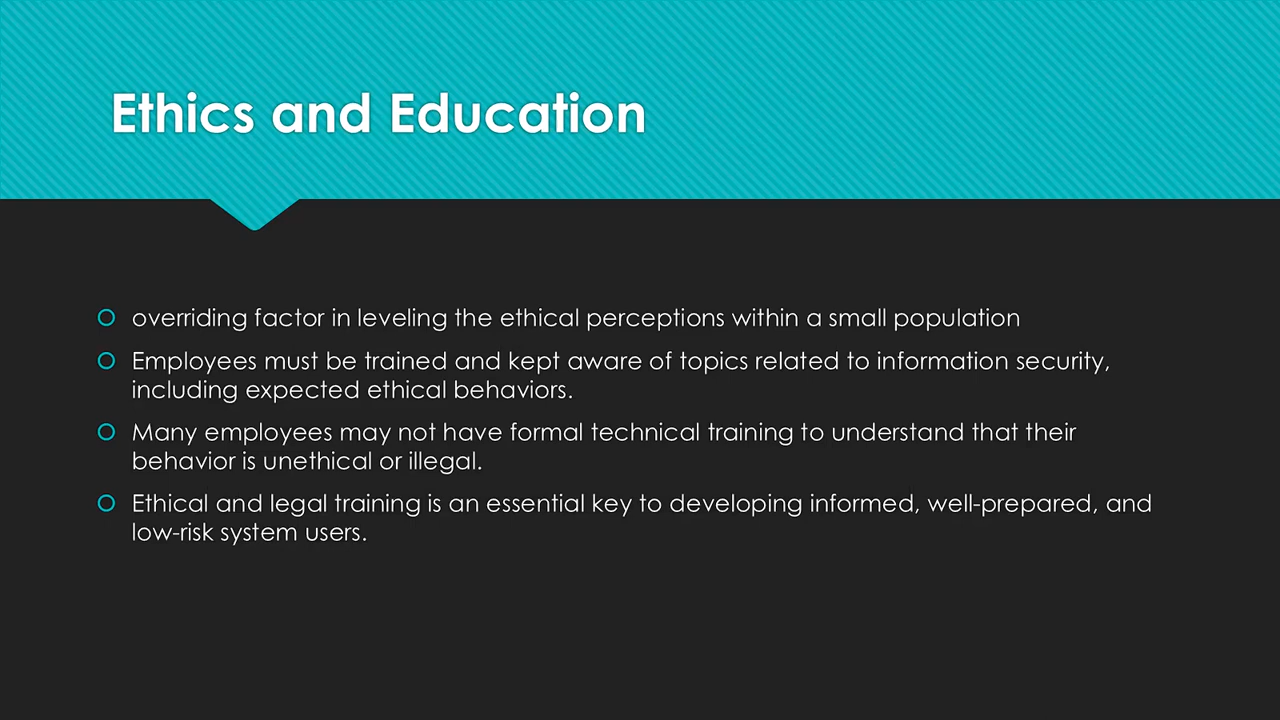 Ethics and Education
overriding factor in leveling the ethical perceptions within a small population
Employees must be trained and kept aware of topics related to information security,
including expected ethical behaviors.
Many employees may not have formal technical training to understand that their
behavior is unethical or illegal.
Ethical and legal training is an essential key to developing informed, well-prepared, and
low-risk system users.